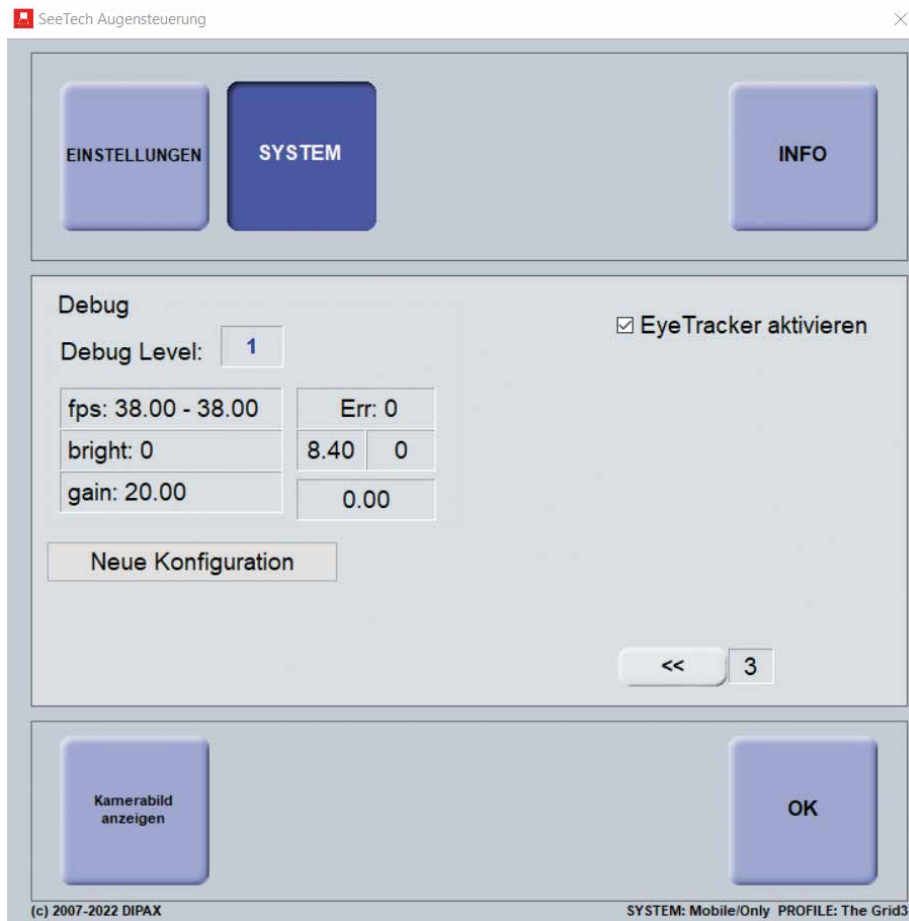 SeeTech Augensteuerung
EINSTELLUNGEN
SYSTEM
INFO
Debug
EyeTracker aktivieren
Debug Level: 1
fps: 38.00 - 38.00
Err: 0
bright: 0
8.40
0
gain: 20.00
0.00
Neue Konfiguration
<<
3
Kamerabild
anzeigen
OK
(c) 2007-2022 DIPAX
SYSTEM: Mobile/Only PROFILE: The Grid3